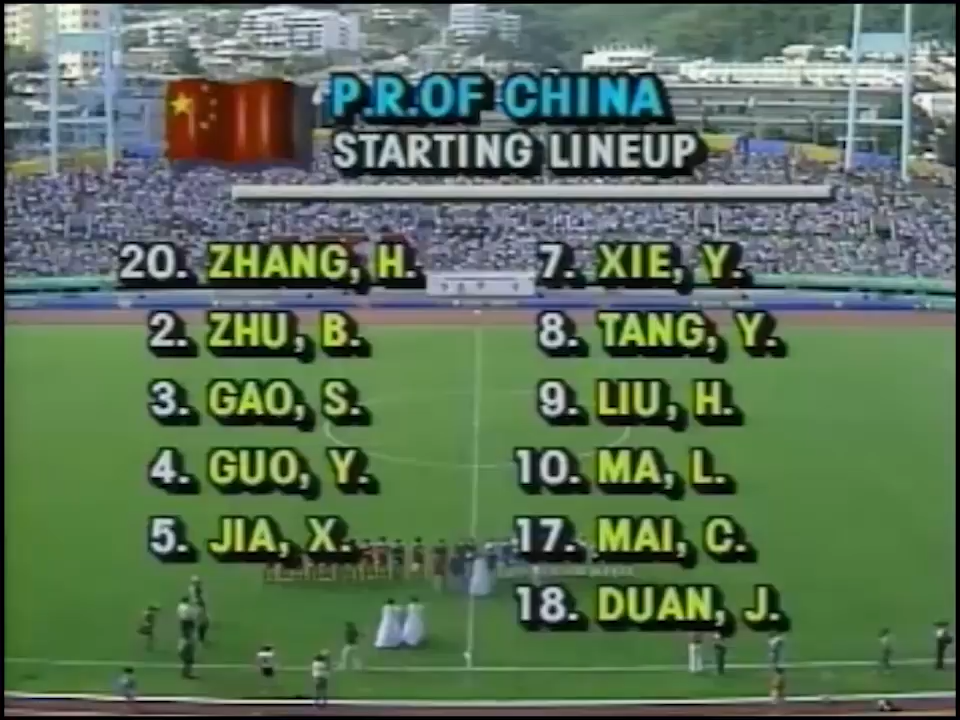 P.R.OF CHINA
STARTING LINEUP
20. ZHANG, H.
2. ZHU, B.
3. GAO, S.
4. GUO, Y.
5. JIA, X.
7. XIE, Y.
8. TANG, Y.
9. LIU, H.
10. MA, L.
17. MAI, C.
18. DUAN, J.